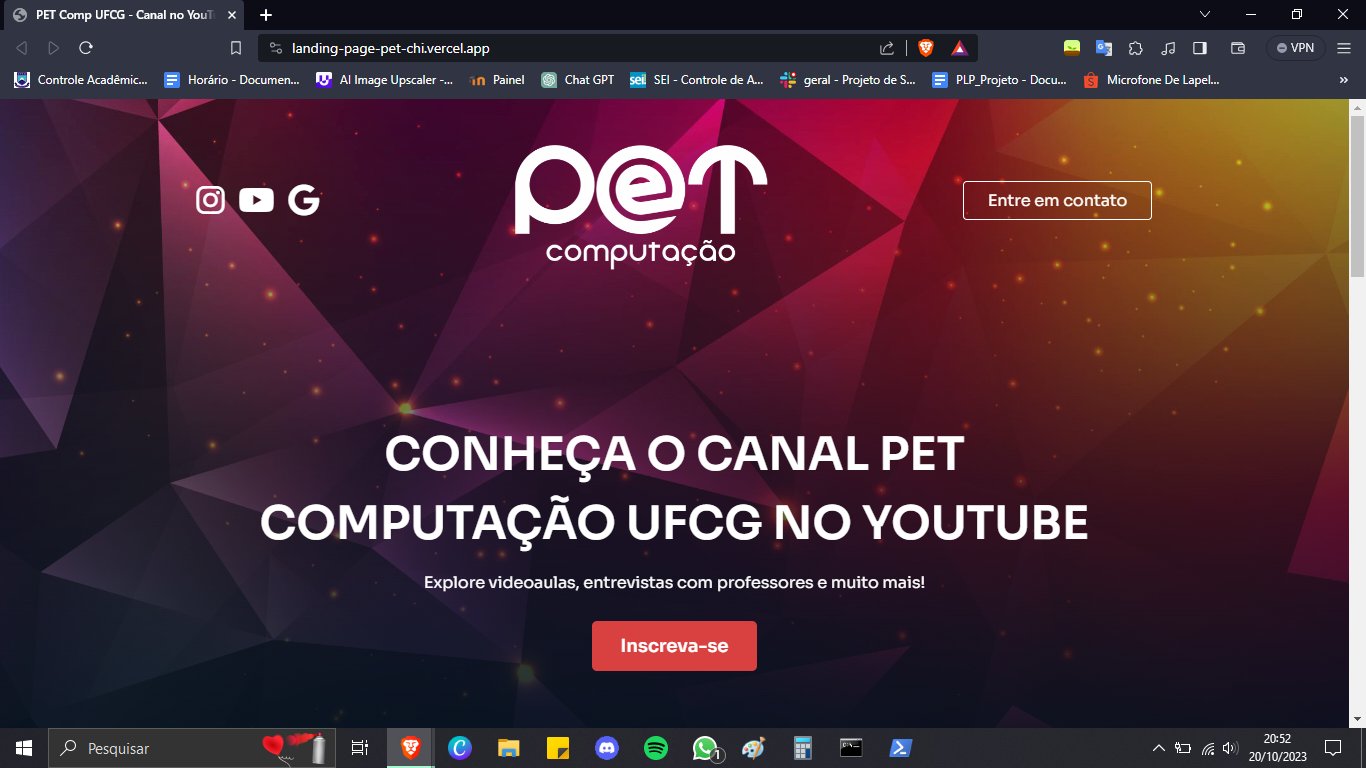 PET Comp UFCG - Canal no YouT
landing-page-pet-chi.vercel.app
VPN
Controle Acadêmic...
Horário - Documen...
AI Image Upscaler -...
Painel
Chat GPT
SEI - Controle de A...
geral - Projeto de S...
PLP_Projeto - Docu...
Microfone De Lapel...
PeT
computação
Entre em contato
CONHEÇA O CANAL PET
COMPUTAÇÃO UFCG NO YOUTUBE
Explore videoaulas, entrevistas com professores e muito mais!
Inscreva-se
Pesquisar
1
20:52
20/10/2023